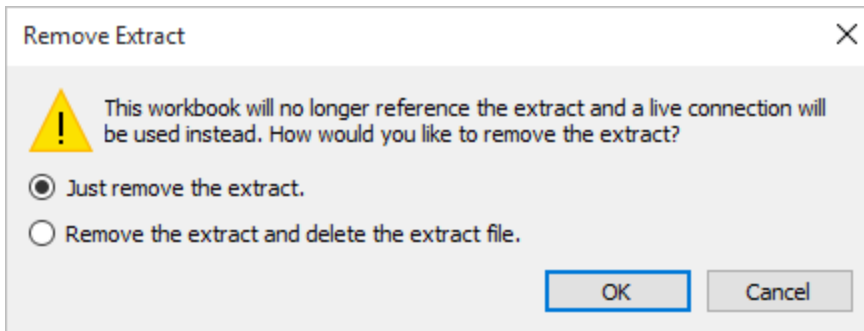 Remove Extract
This workbook will no longer reference the extract and a live connection will
be used instead. How would you like to remove the extract?
Just remove the extract.
Remove the extract and delete the extract file.
OK
Cancel